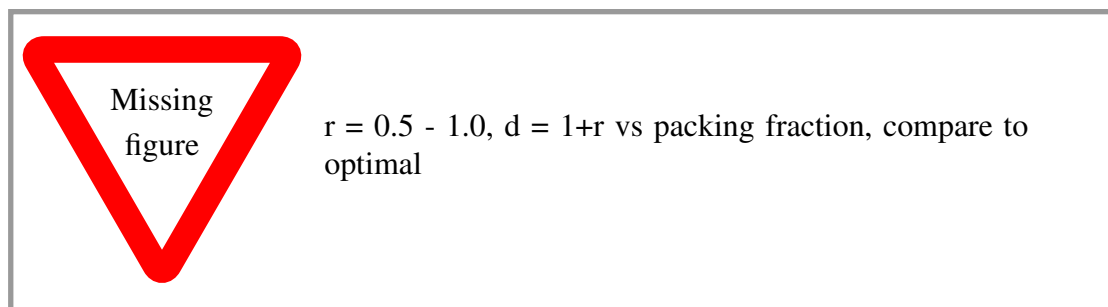 Missing
figure
r = 0.5 - 1.0, d = 1+r vs packing fraction, compare to
optimal